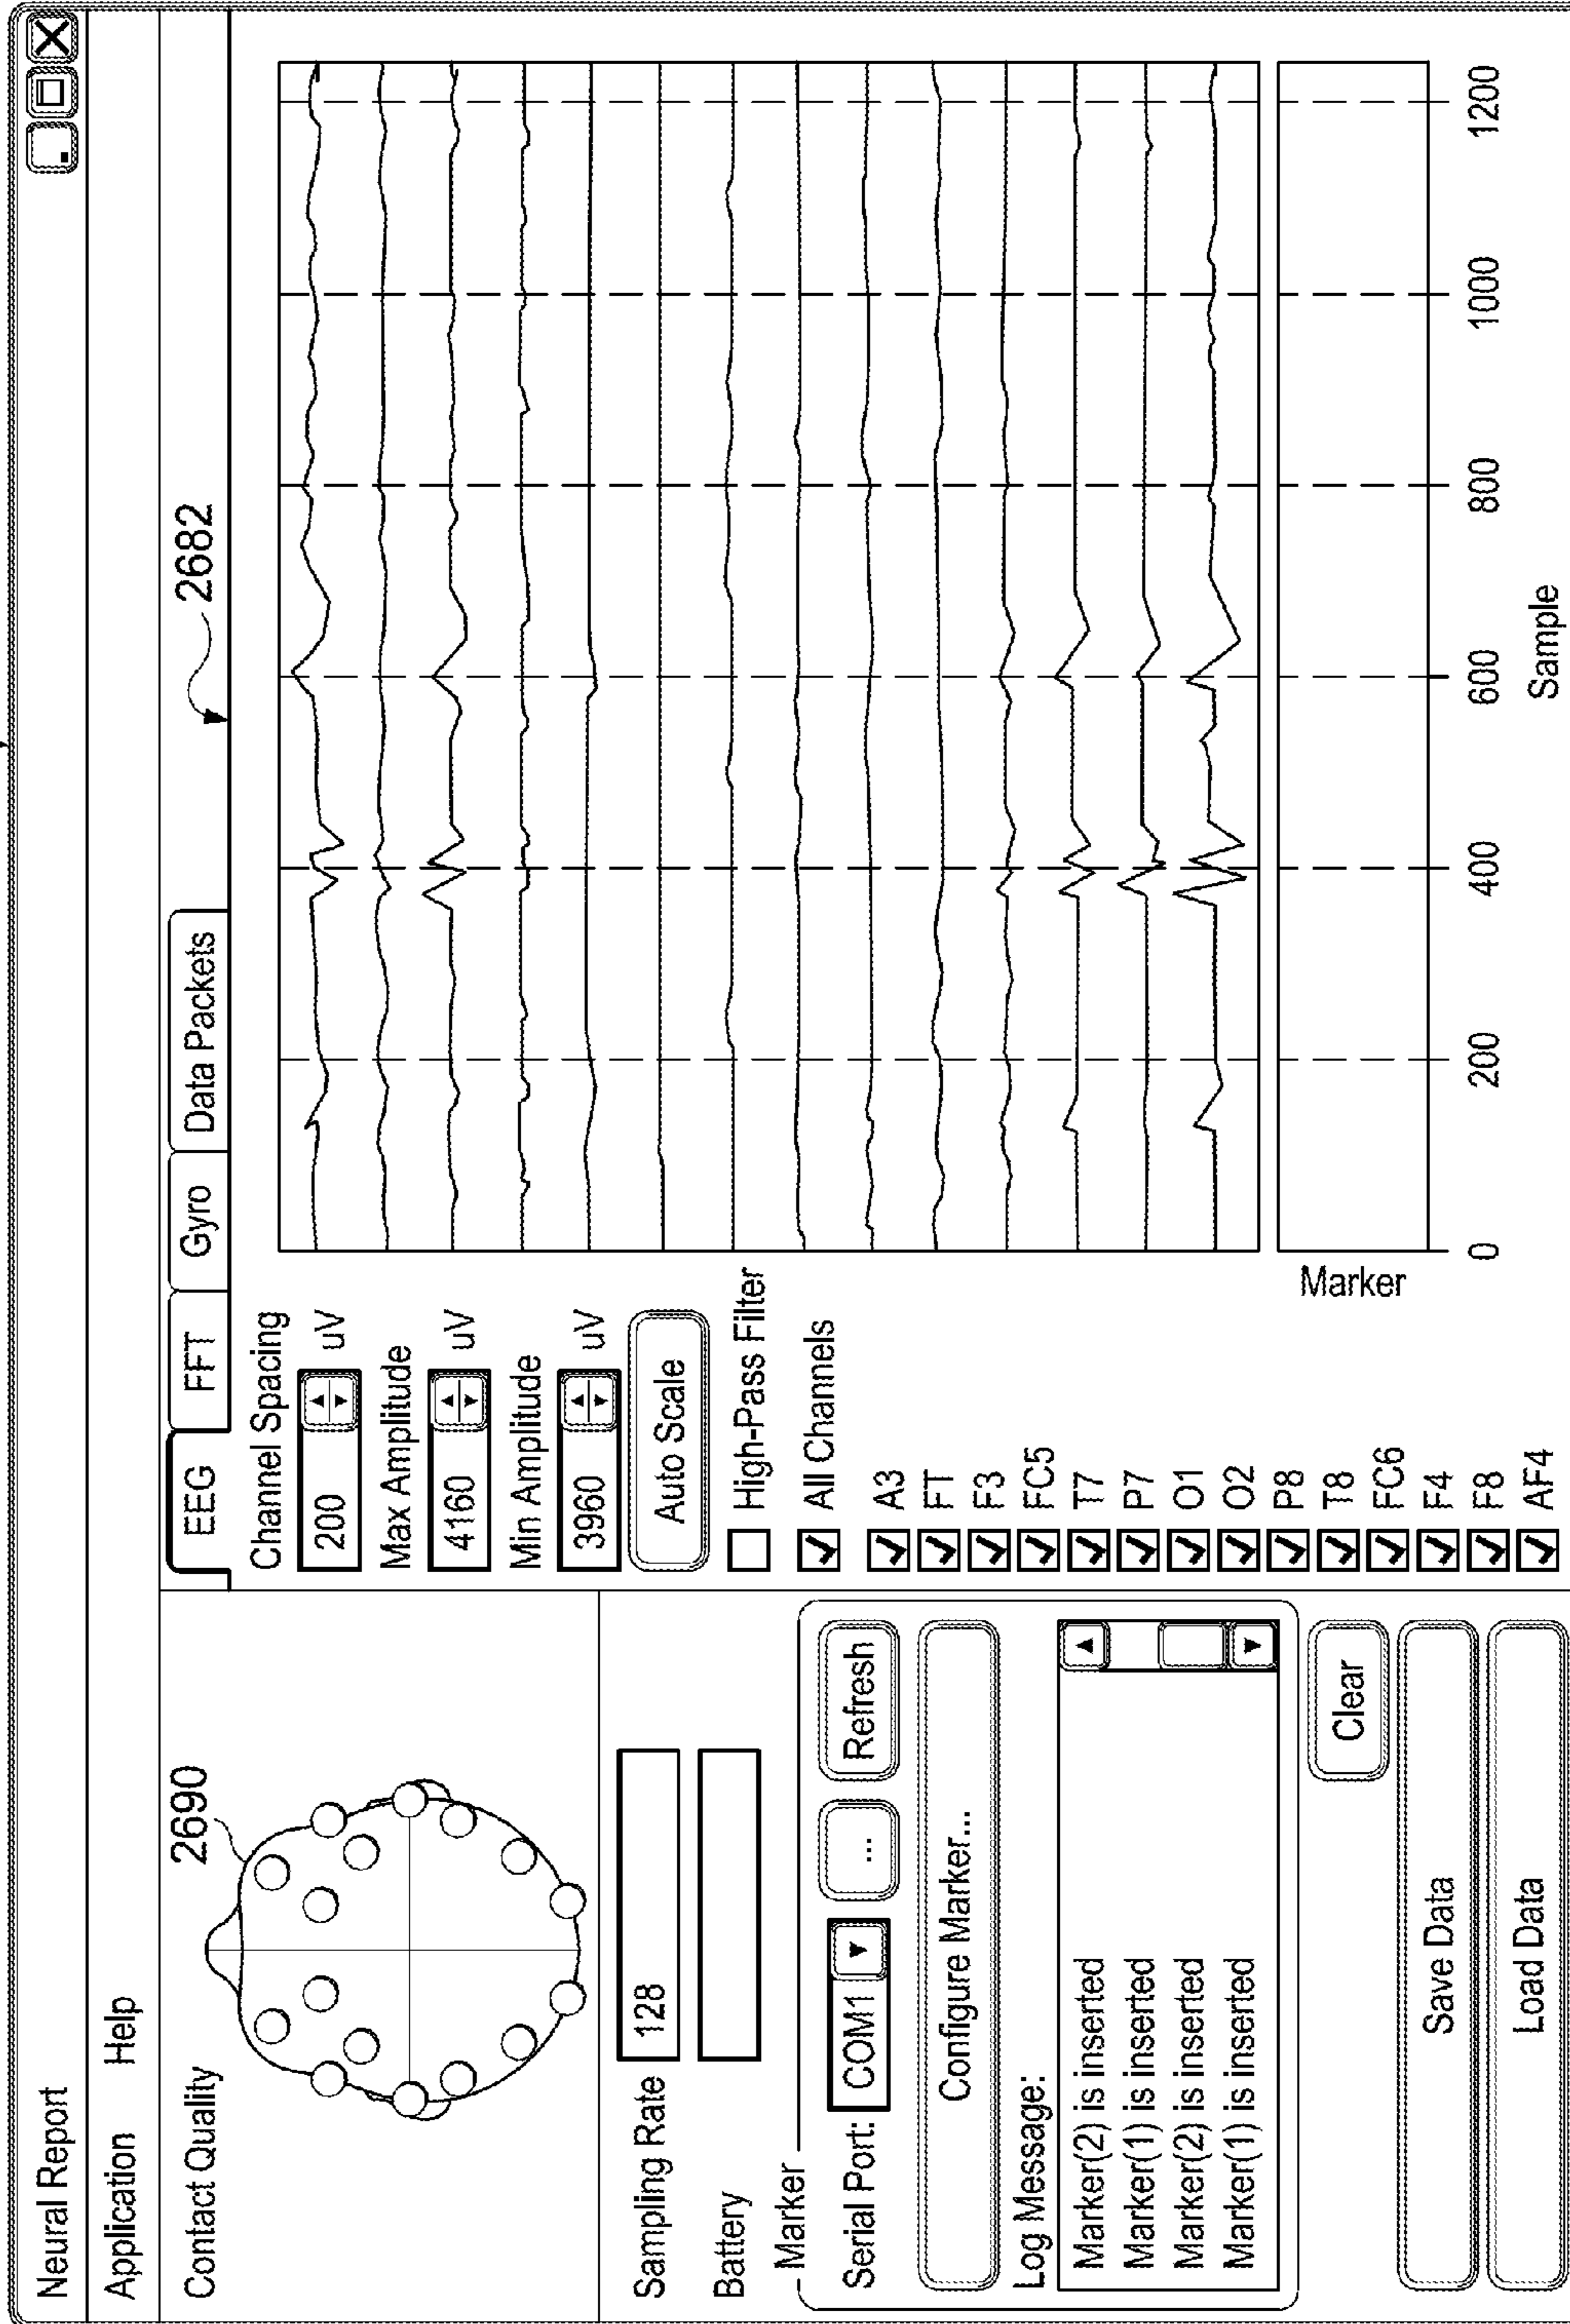 Neural Report
Application Help
Contact Quality
2690
Sampling Rate 128
Battery
Marker
Serial Port: COM1 ... Refresh
Configure Marker...
Log Message:
Marker(2) is inserted
Marker(1) is inserted
Marker(2) is inserted
Marker(1) is inserted
Clear
Save Data
Load Data
EEG FFT Gyro Data Packets
2682
Channel Spacing
200 uV
Max Amplitude
4160 uV
Min Amplitude
3960 uV
Auto Scale
High-Pass Filter
All Channels
A3
FT
F3
FC5
T7
P7
O1
O2
P8
T8
FC6
F4
F8
AF4
Marker
0 200 400 600 800 1000 1200
Sample